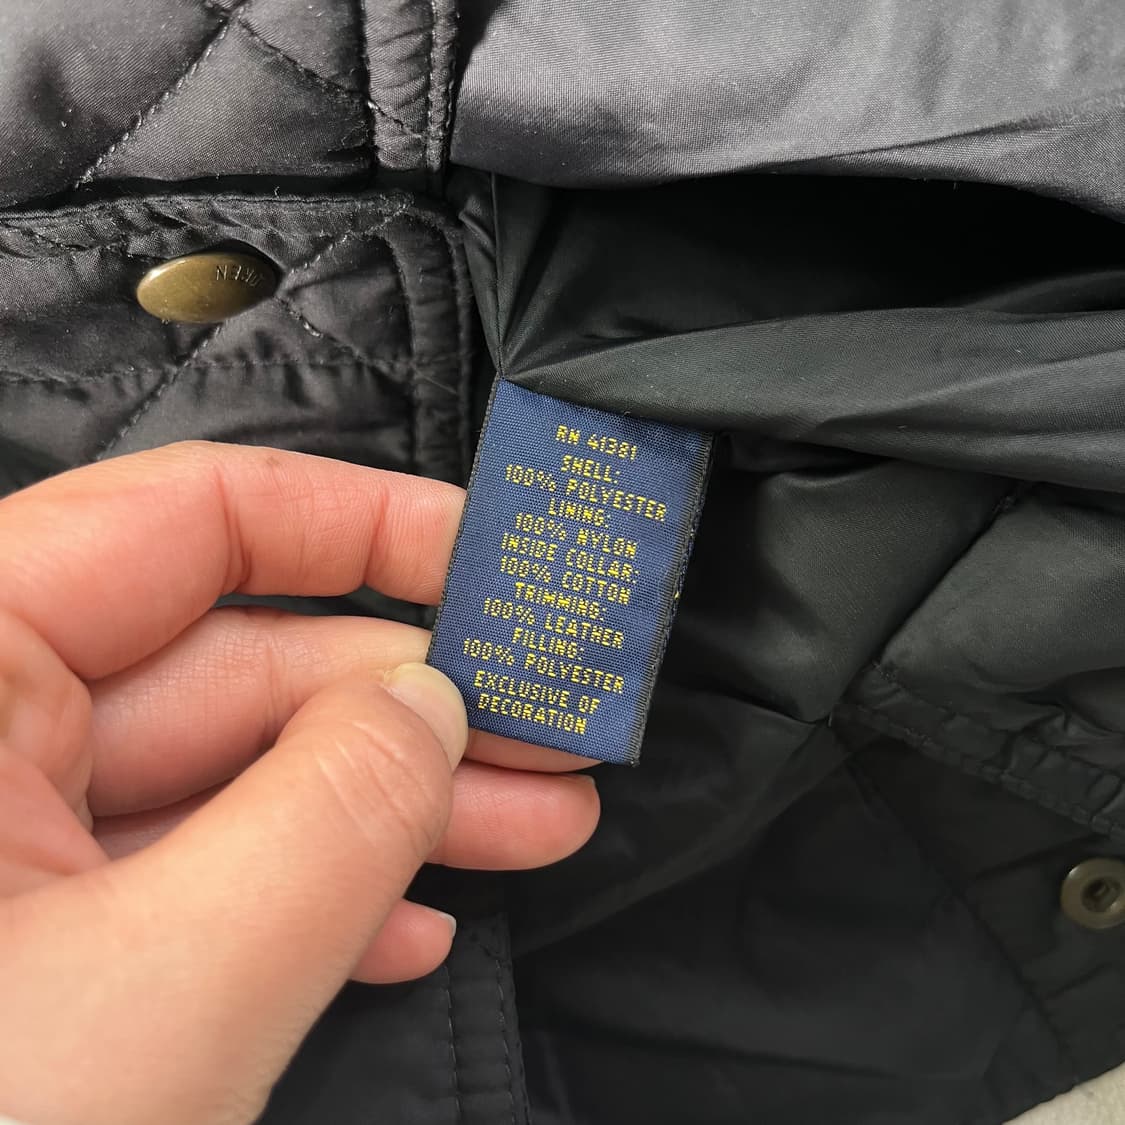 RN 41381
SHELL:
100% POLYESTER
LINING:
100% NYLON
INSIDE COLLAR:
100% COTTON
TRIMMING:
100% LEATHER
FILLING:
100% POLYESTER
EXCLUSIVE OF
DECORATION